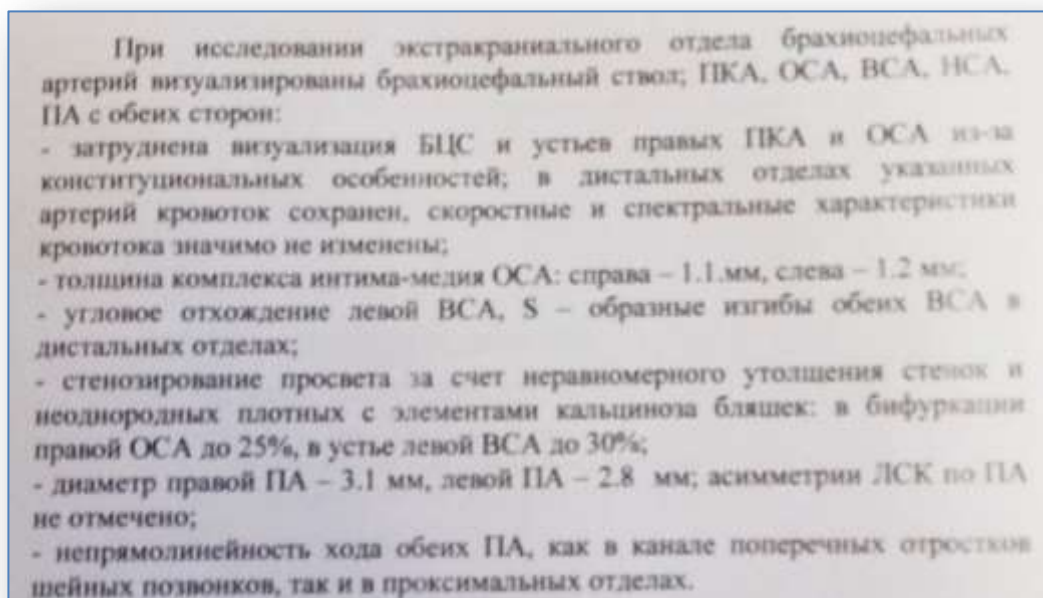 При исследовании экстракраниального отдела брахиоцефальных
артерий визуализированы брахиоцефальный ствол; ПКА, ОСА, ВСА, НСА,
ПА с обеих сторон:
- затруднена визуализация БЦС и устьев правых ПКА и ОСА из-за
конституциональных особенностей; в дистальных отделах указанных
артерий кровоток сохранен, скоростные и спектральные характеристики
кровотока значимо не изменены;
- толщина комплекса интима-медия ОСА: справа – 1.1.мм, слева – 1.2 мм;
- угловое отхождение левой ВСА, S – образные изгибы обеих ВСА в
дистальных отделах;
- стенозирование просвета за счет неравномерного утолщения стенок и
неоднородных плотных с элементами кальциноза бляшек: в бифуркации
правой ОСА до 25%, в устье левой ВСА до 30%;
- диаметр правой ПА – 3.1 мм, левой ПА – 2.8 мм; асимметрии ЛСК по ПА
не отмечено;
- непрямолинейность хода обеих ПА, как в канале поперечных отростков
шейных позвонков, так и в проксимальных отделах.